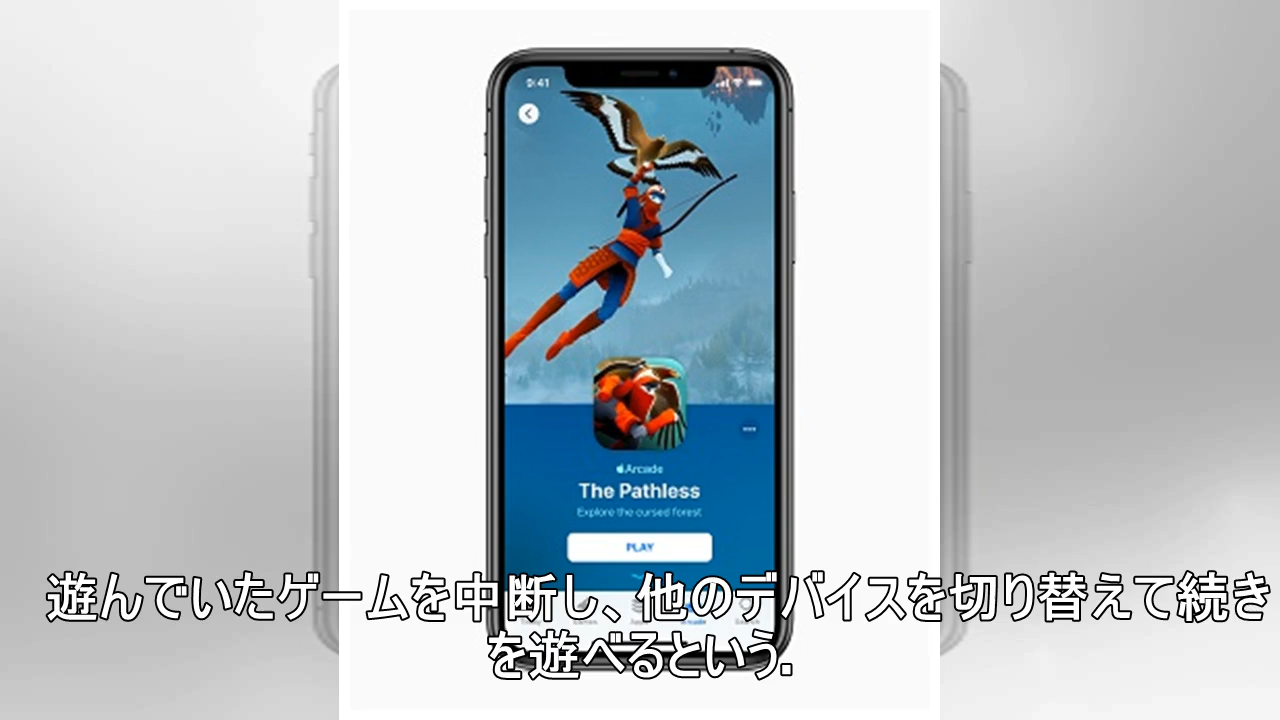 9:41
Arcade
The Pathless
Explore the cursed forest
PLAY
遊んでいたゲームを中断し、他のデバイスを切り替えて続き
を遊べるという.